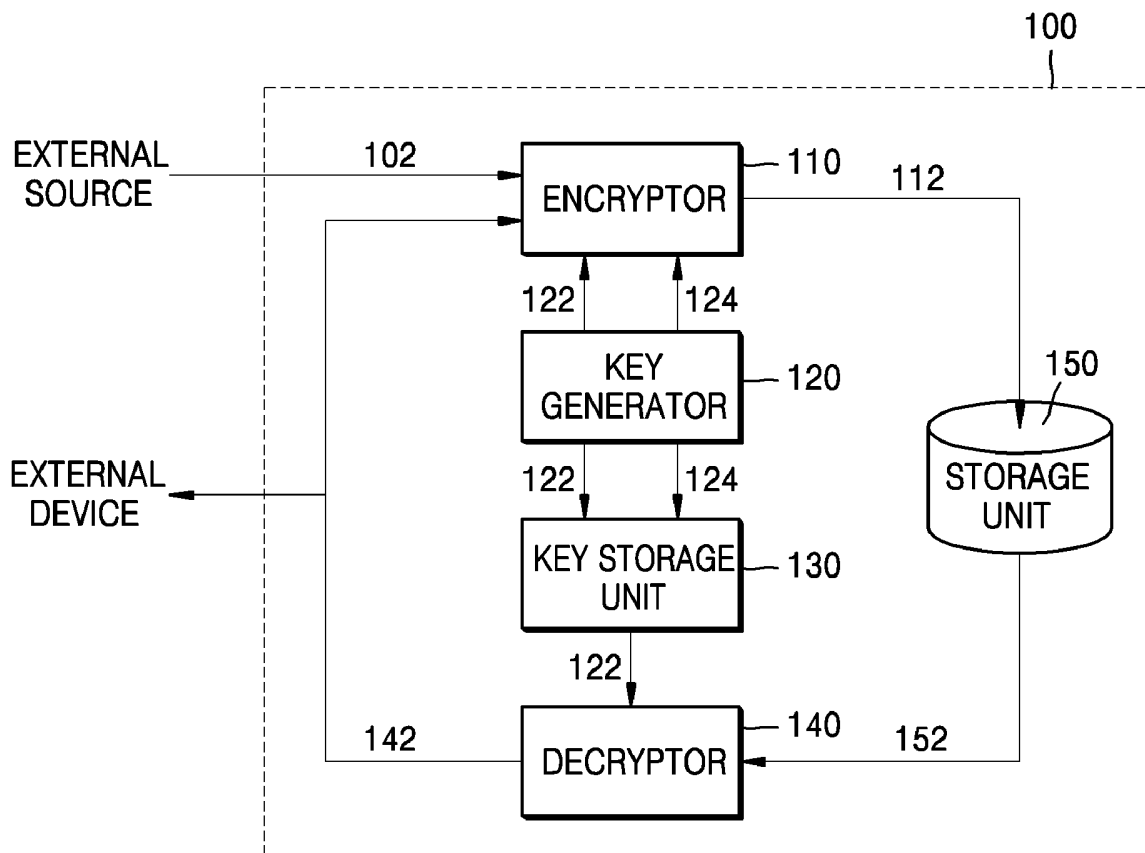 100
EXTERNAL
SOURCE
102
ENCRYPTOR
110
112
122
124
KEY
GENERATOR
120
150
STORAGE
UNIT
EXTERNAL
DEVICE
122
124
KEY STORAGE
UNIT
130
122
142
DECRYPTOR
140
152